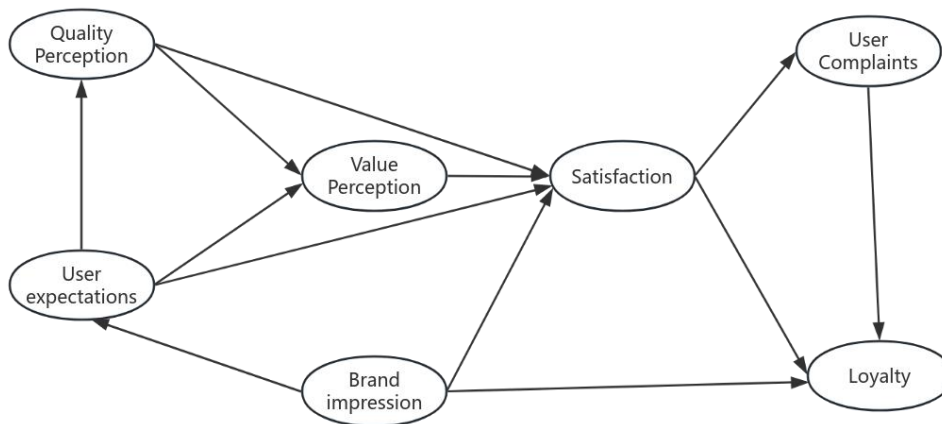 Quality
Perception
User
Complaints
Value
Perception
Satisfaction
User
expectations
Brand
impression
Loyalty